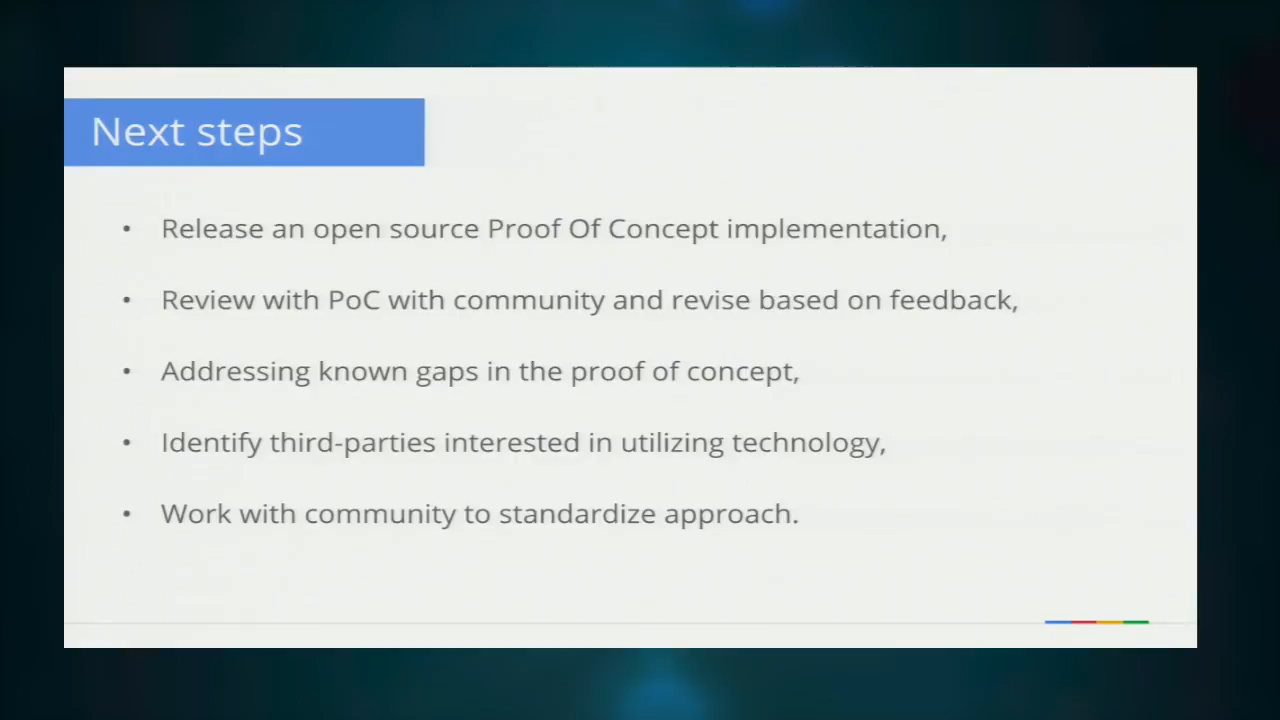 Next steps
• Release an open source Proof Of Concept implementation,
• Review with PoC with community and revise based on feedback,
• Addressing known gaps in the proof of concept,
• Identify third-parties interested in utilizing technology,
• Work with community to standardize approach.